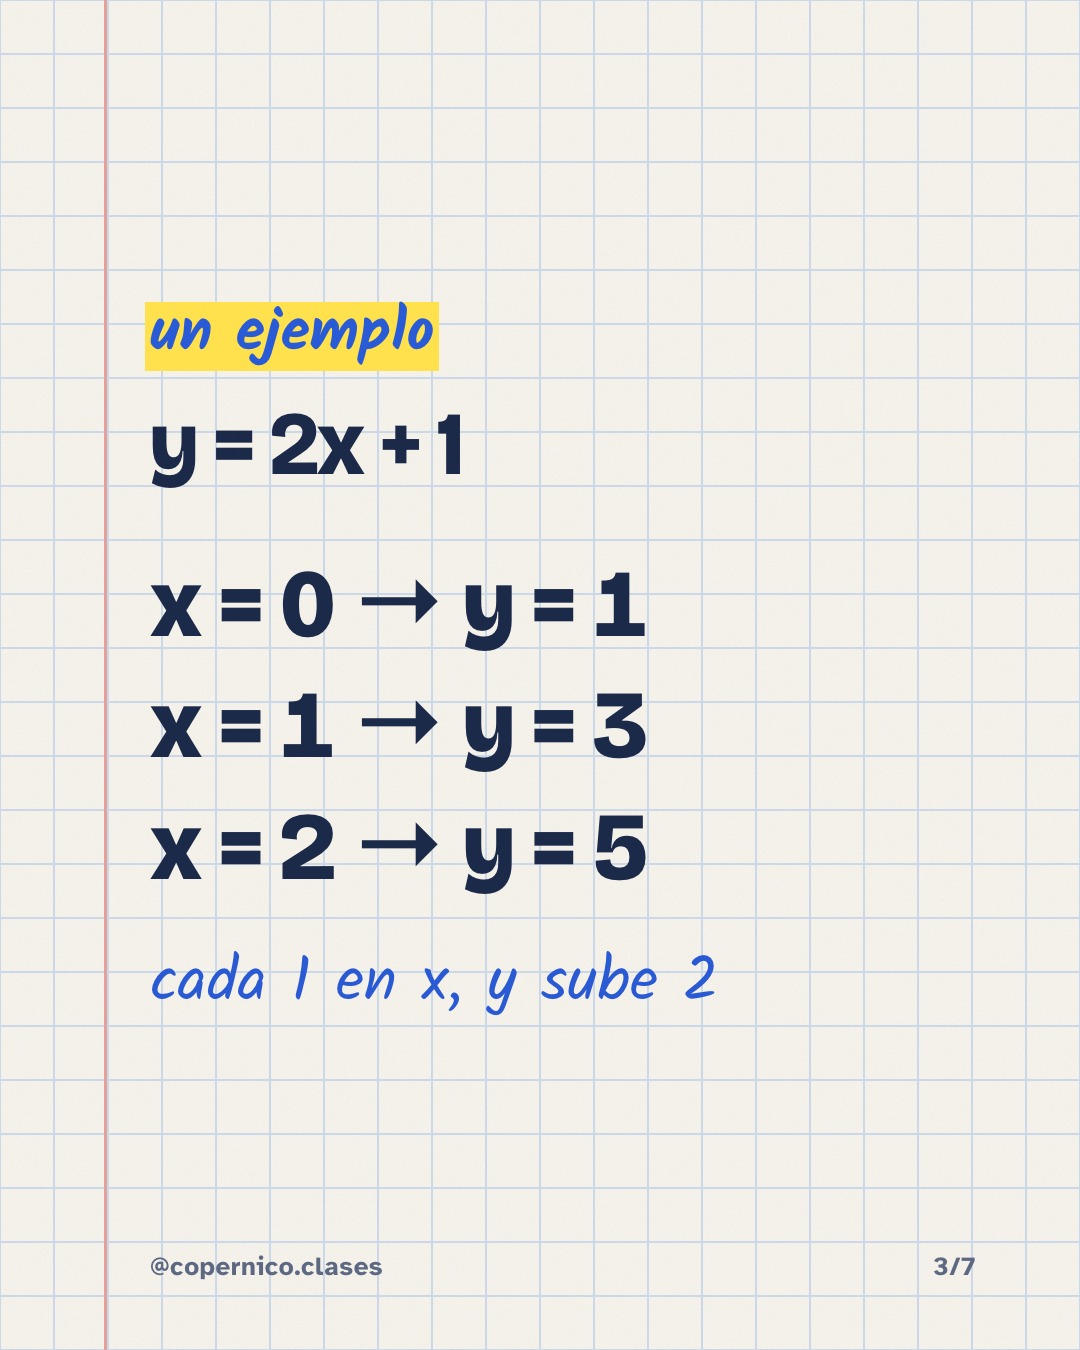 un ejemplo
y = 2x + 1
x = 0 → y = 1
x = 1 → y = 3
x = 2 → y = 5
cada 1 en x, y sube 2
@copernico.clases
3/7